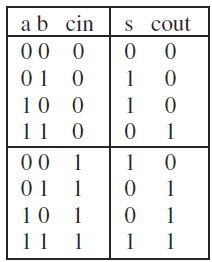 a b cin s cout
0 0 0 0 0
0 1 0 1 0
1 0 0 1 0
1 1 0 0 1
0 0 1 1 0
0 1 1 0 1
1 0 1 0 1
1 1 1 1 1